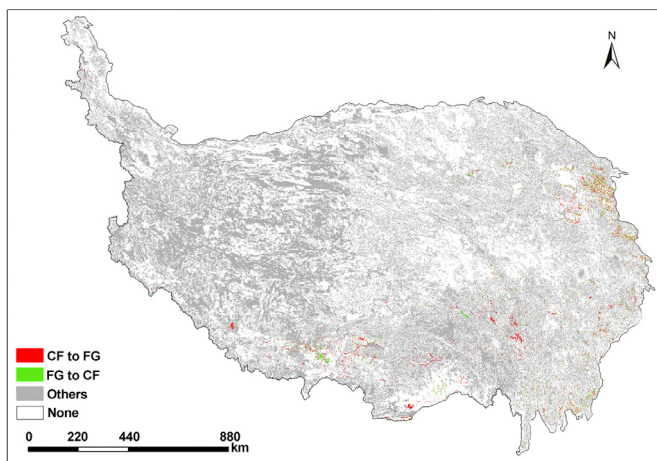 N
CF to FG
FG to CF
Others
None
0 220 440 880
km